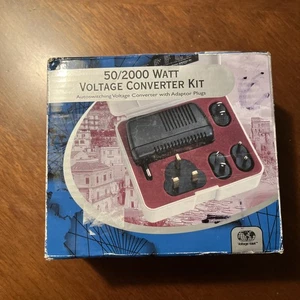 50/2000 WATT
VOLTAGE CONVERTER KIT
Autoswitching Voltage Converter with Adaptor Plugs